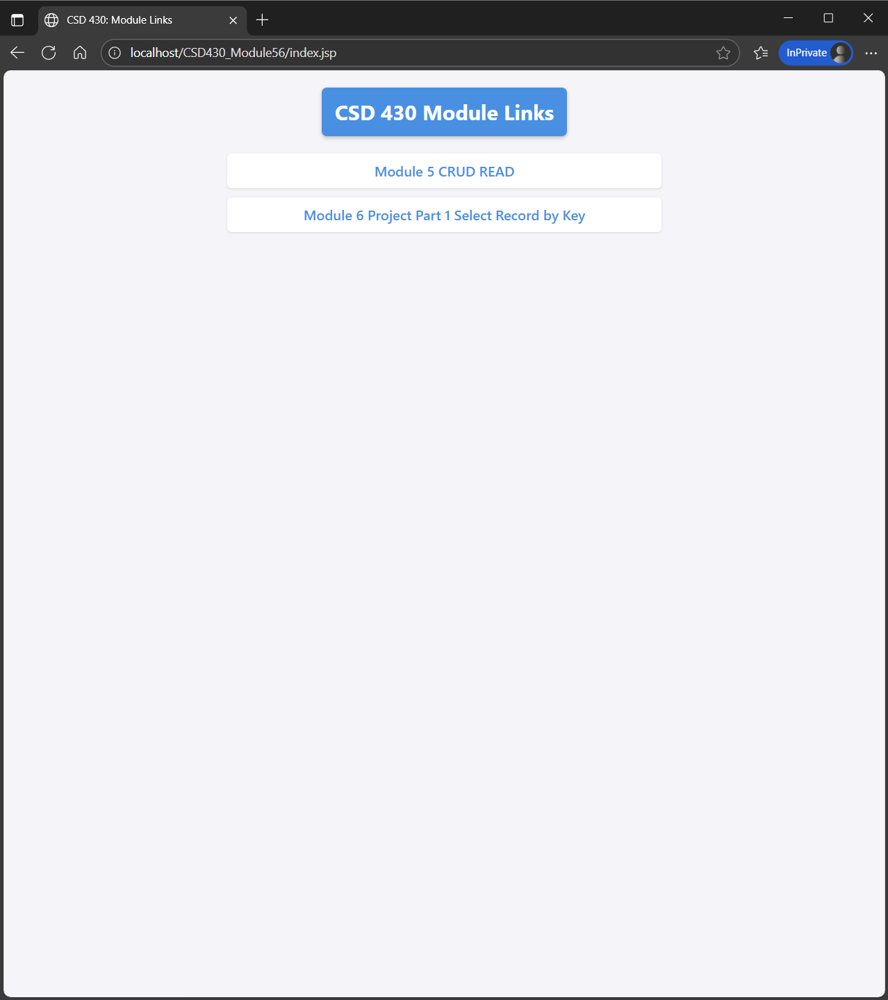 CSD 430: Module Links
localhost/CSD430_Module56/index.jsp
InPrivate
CSD 430 Module Links
Module 5 CRUD READ
Module 6 Project Part 1 Select Record by Key